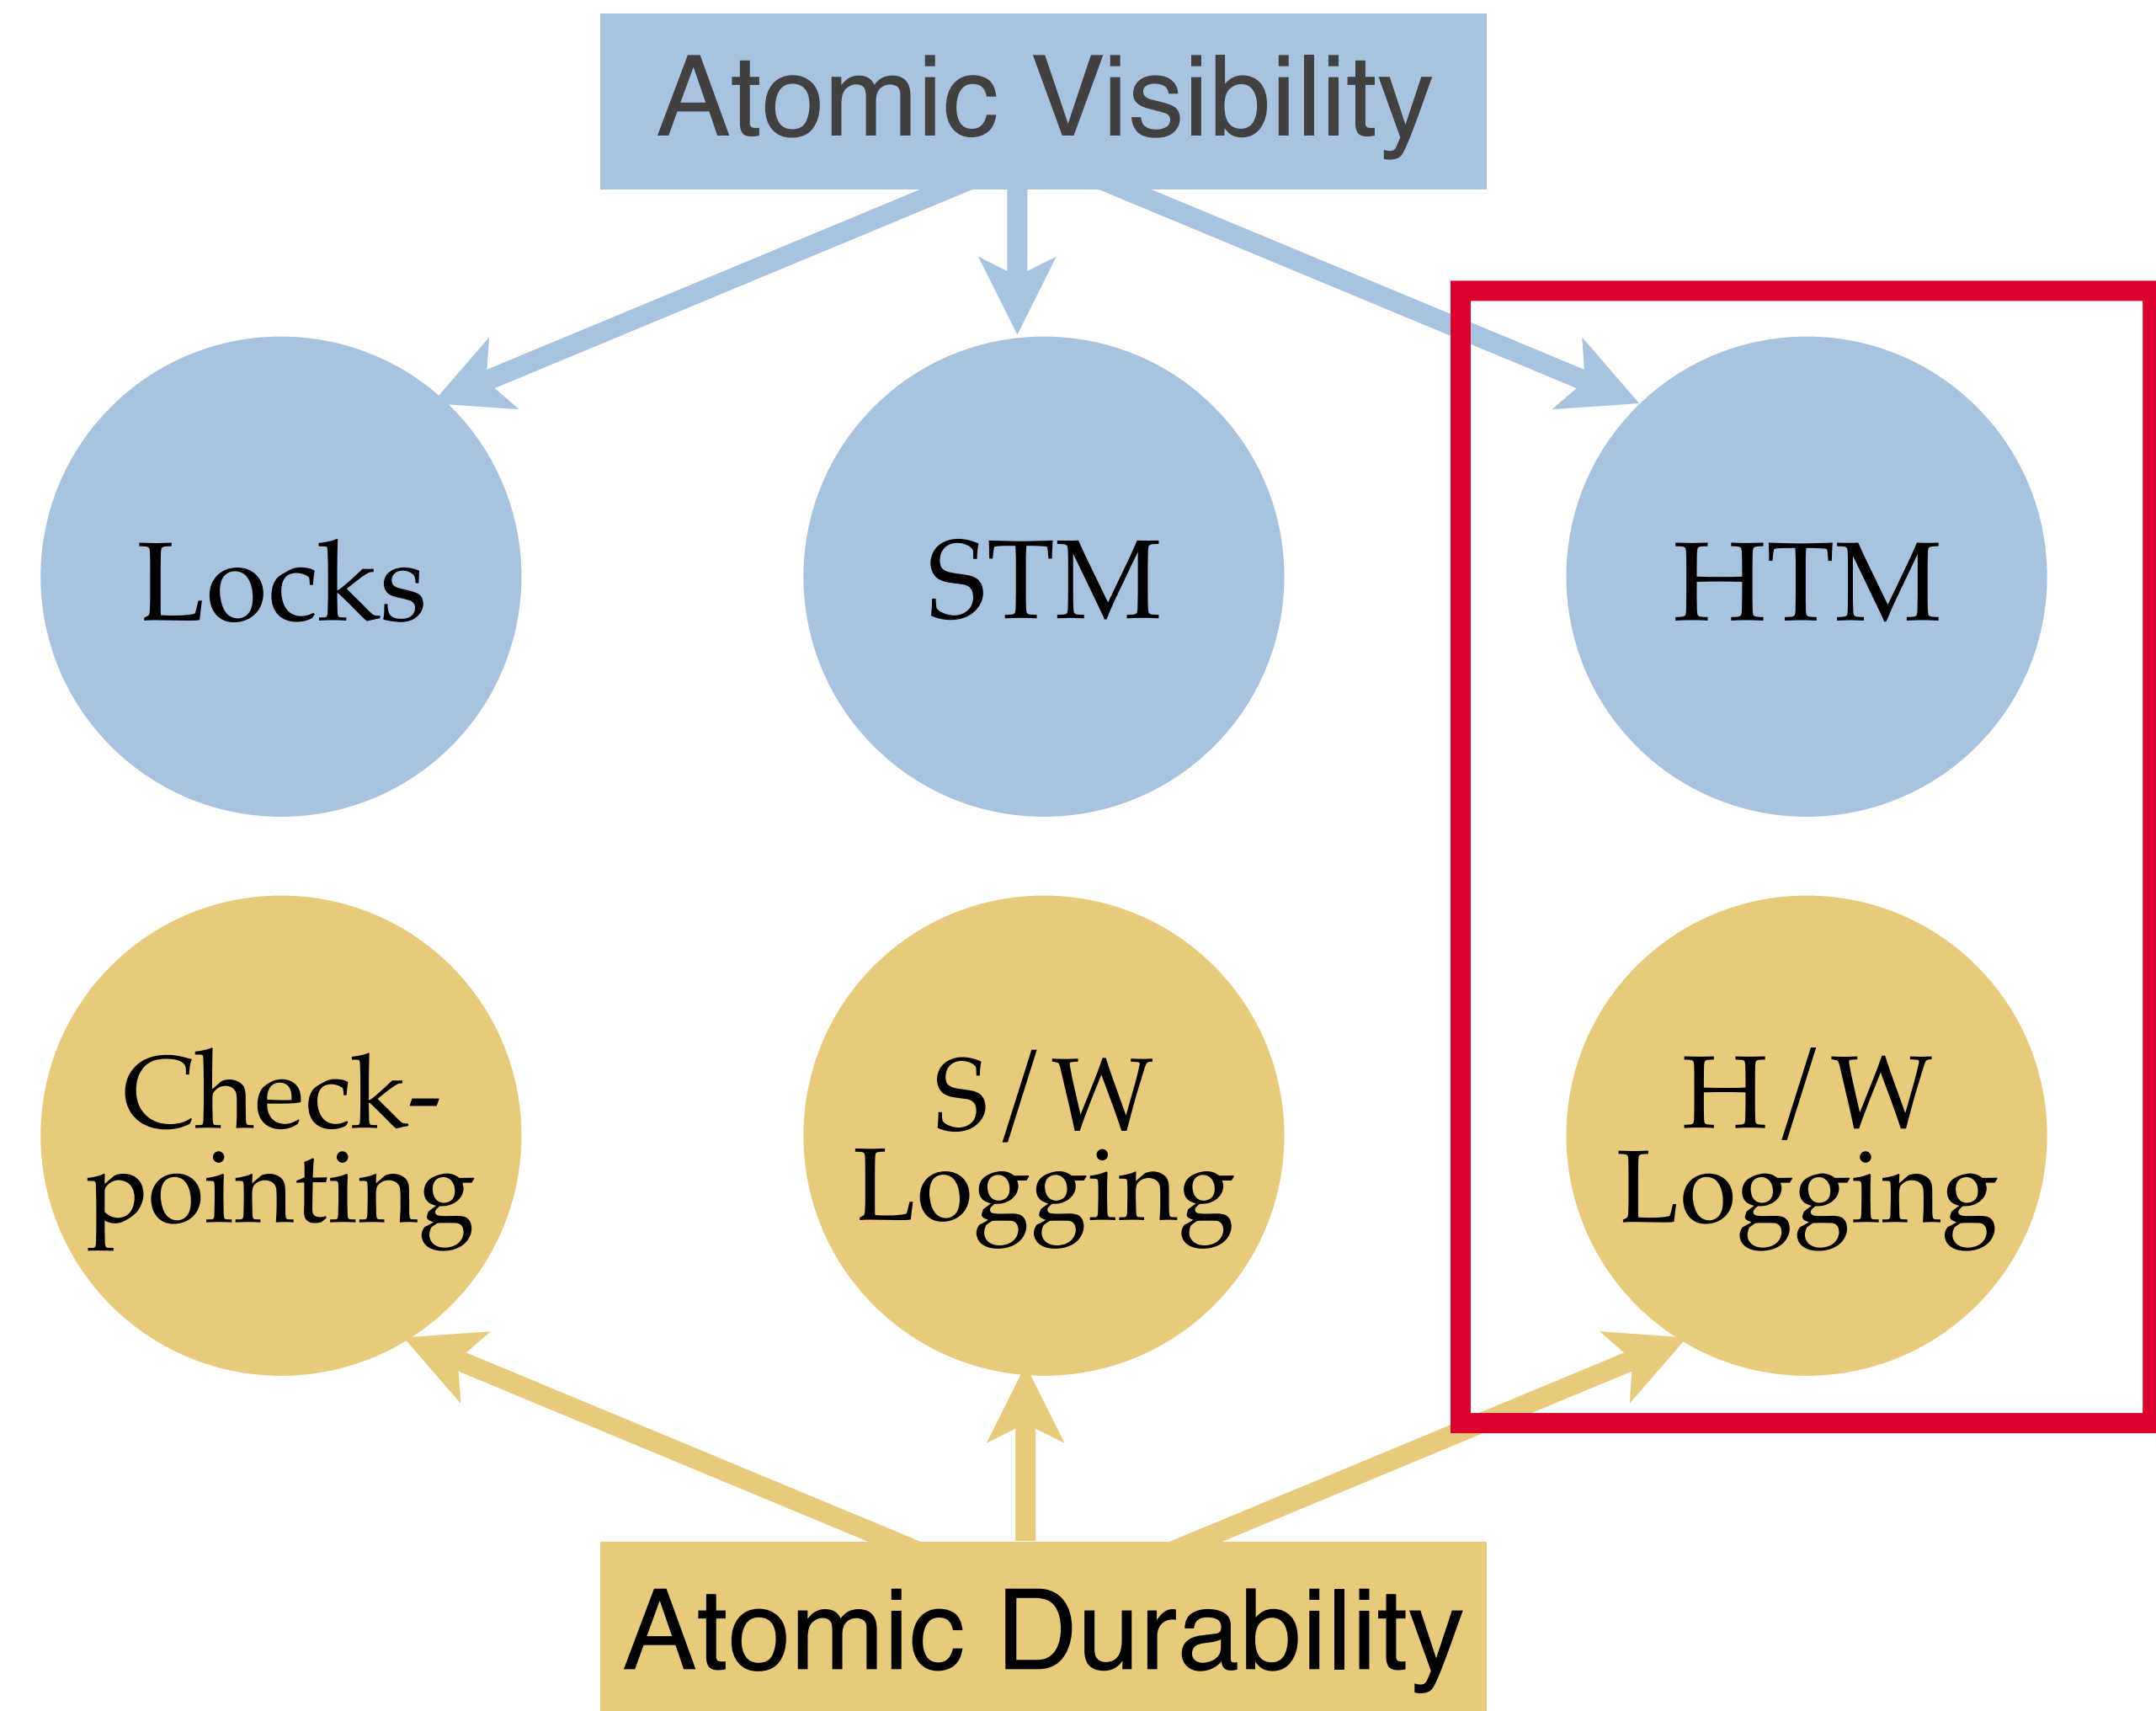 Atomic Visibility
Locks
STM
HTM
Check-
pointing
S/W
Logging
H/W
Logging
Atomic Durability